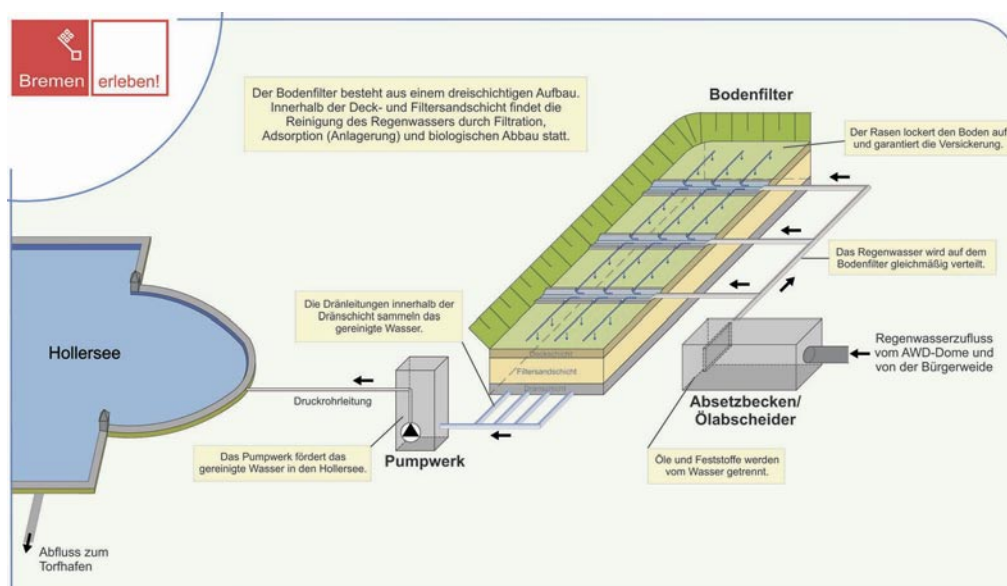 Bremen erleben!
Der Bodenfilter besteht aus einem dreischichtigen Aufbau.
Innerhalb der Deck- und Filtersandschicht findet die
Reinigung des Regenwassers durch Filtration,
Adsorption (Anlagerung) und biologischen Abbau statt.
Bodenfilter
Der Rasen lockert den Boden auf
und garantiert die Versickerung.
Das Regenwasser wird auf dem
Bodenfilter gleichmäßig verteilt.
Die Dränleitungen innerhalb der
Dränschicht sammeln das
gereinigte Wasser.
Hollersee
Deckschicht
Filtersandschicht
Dränschicht
Regenwasserzufluss
vom AWD-Dome und
von der Bürgerweide
Druckrohrleitung
Absetzbecken/
Ölabscheider
Das Pumpwerk fördert das
gereinigte Wasser in den Hollersee.
Pumpwerk
Öle und Feststoffe werden
vom Wasser getrennt.
Abfluss zum
Torfhafen